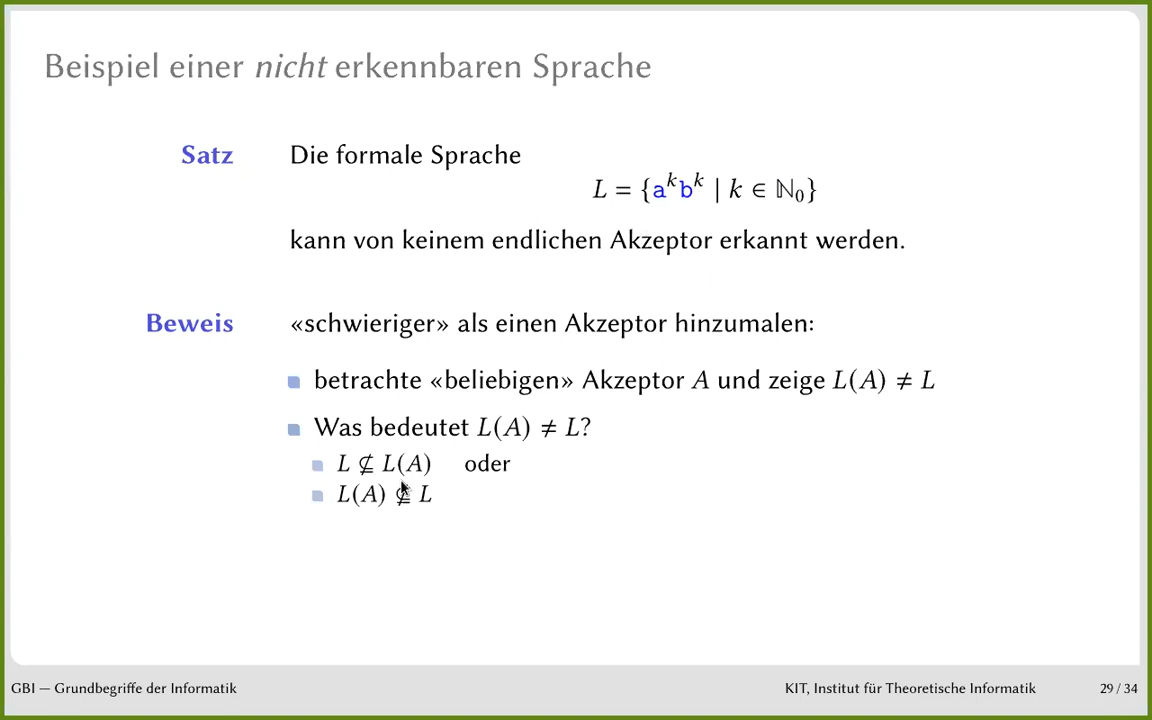 Beispiel einer nicht erkennbaren Sprache
Satz Die formale Sprache
L = {aᵏbᵏ | k ∈ ℕ₀}
kann von keinem endlichen Akzeptor erkannt werden.
Beweis «schwieriger» als einen Akzeptor hinzumalen:
betrachte «beliebigen» Akzeptor A und zeige L(A) ≠ L
Was bedeutet L(A) ≠ L?
L ⊈ L(A) oder
L(A) ⊈ L
GBI — Grundbegriffe der Informatik KIT, Institut für Theoretische Informatik 29 / 34